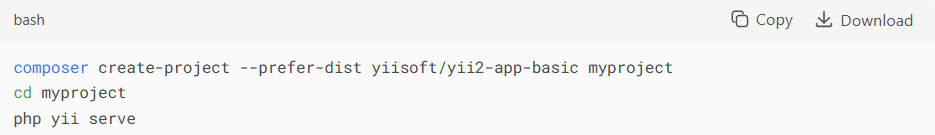 bash
Copy
Download
composer create-project --prefer-dist yiisoft/yii2-app-basic myproject
cd myproject
php yii serve